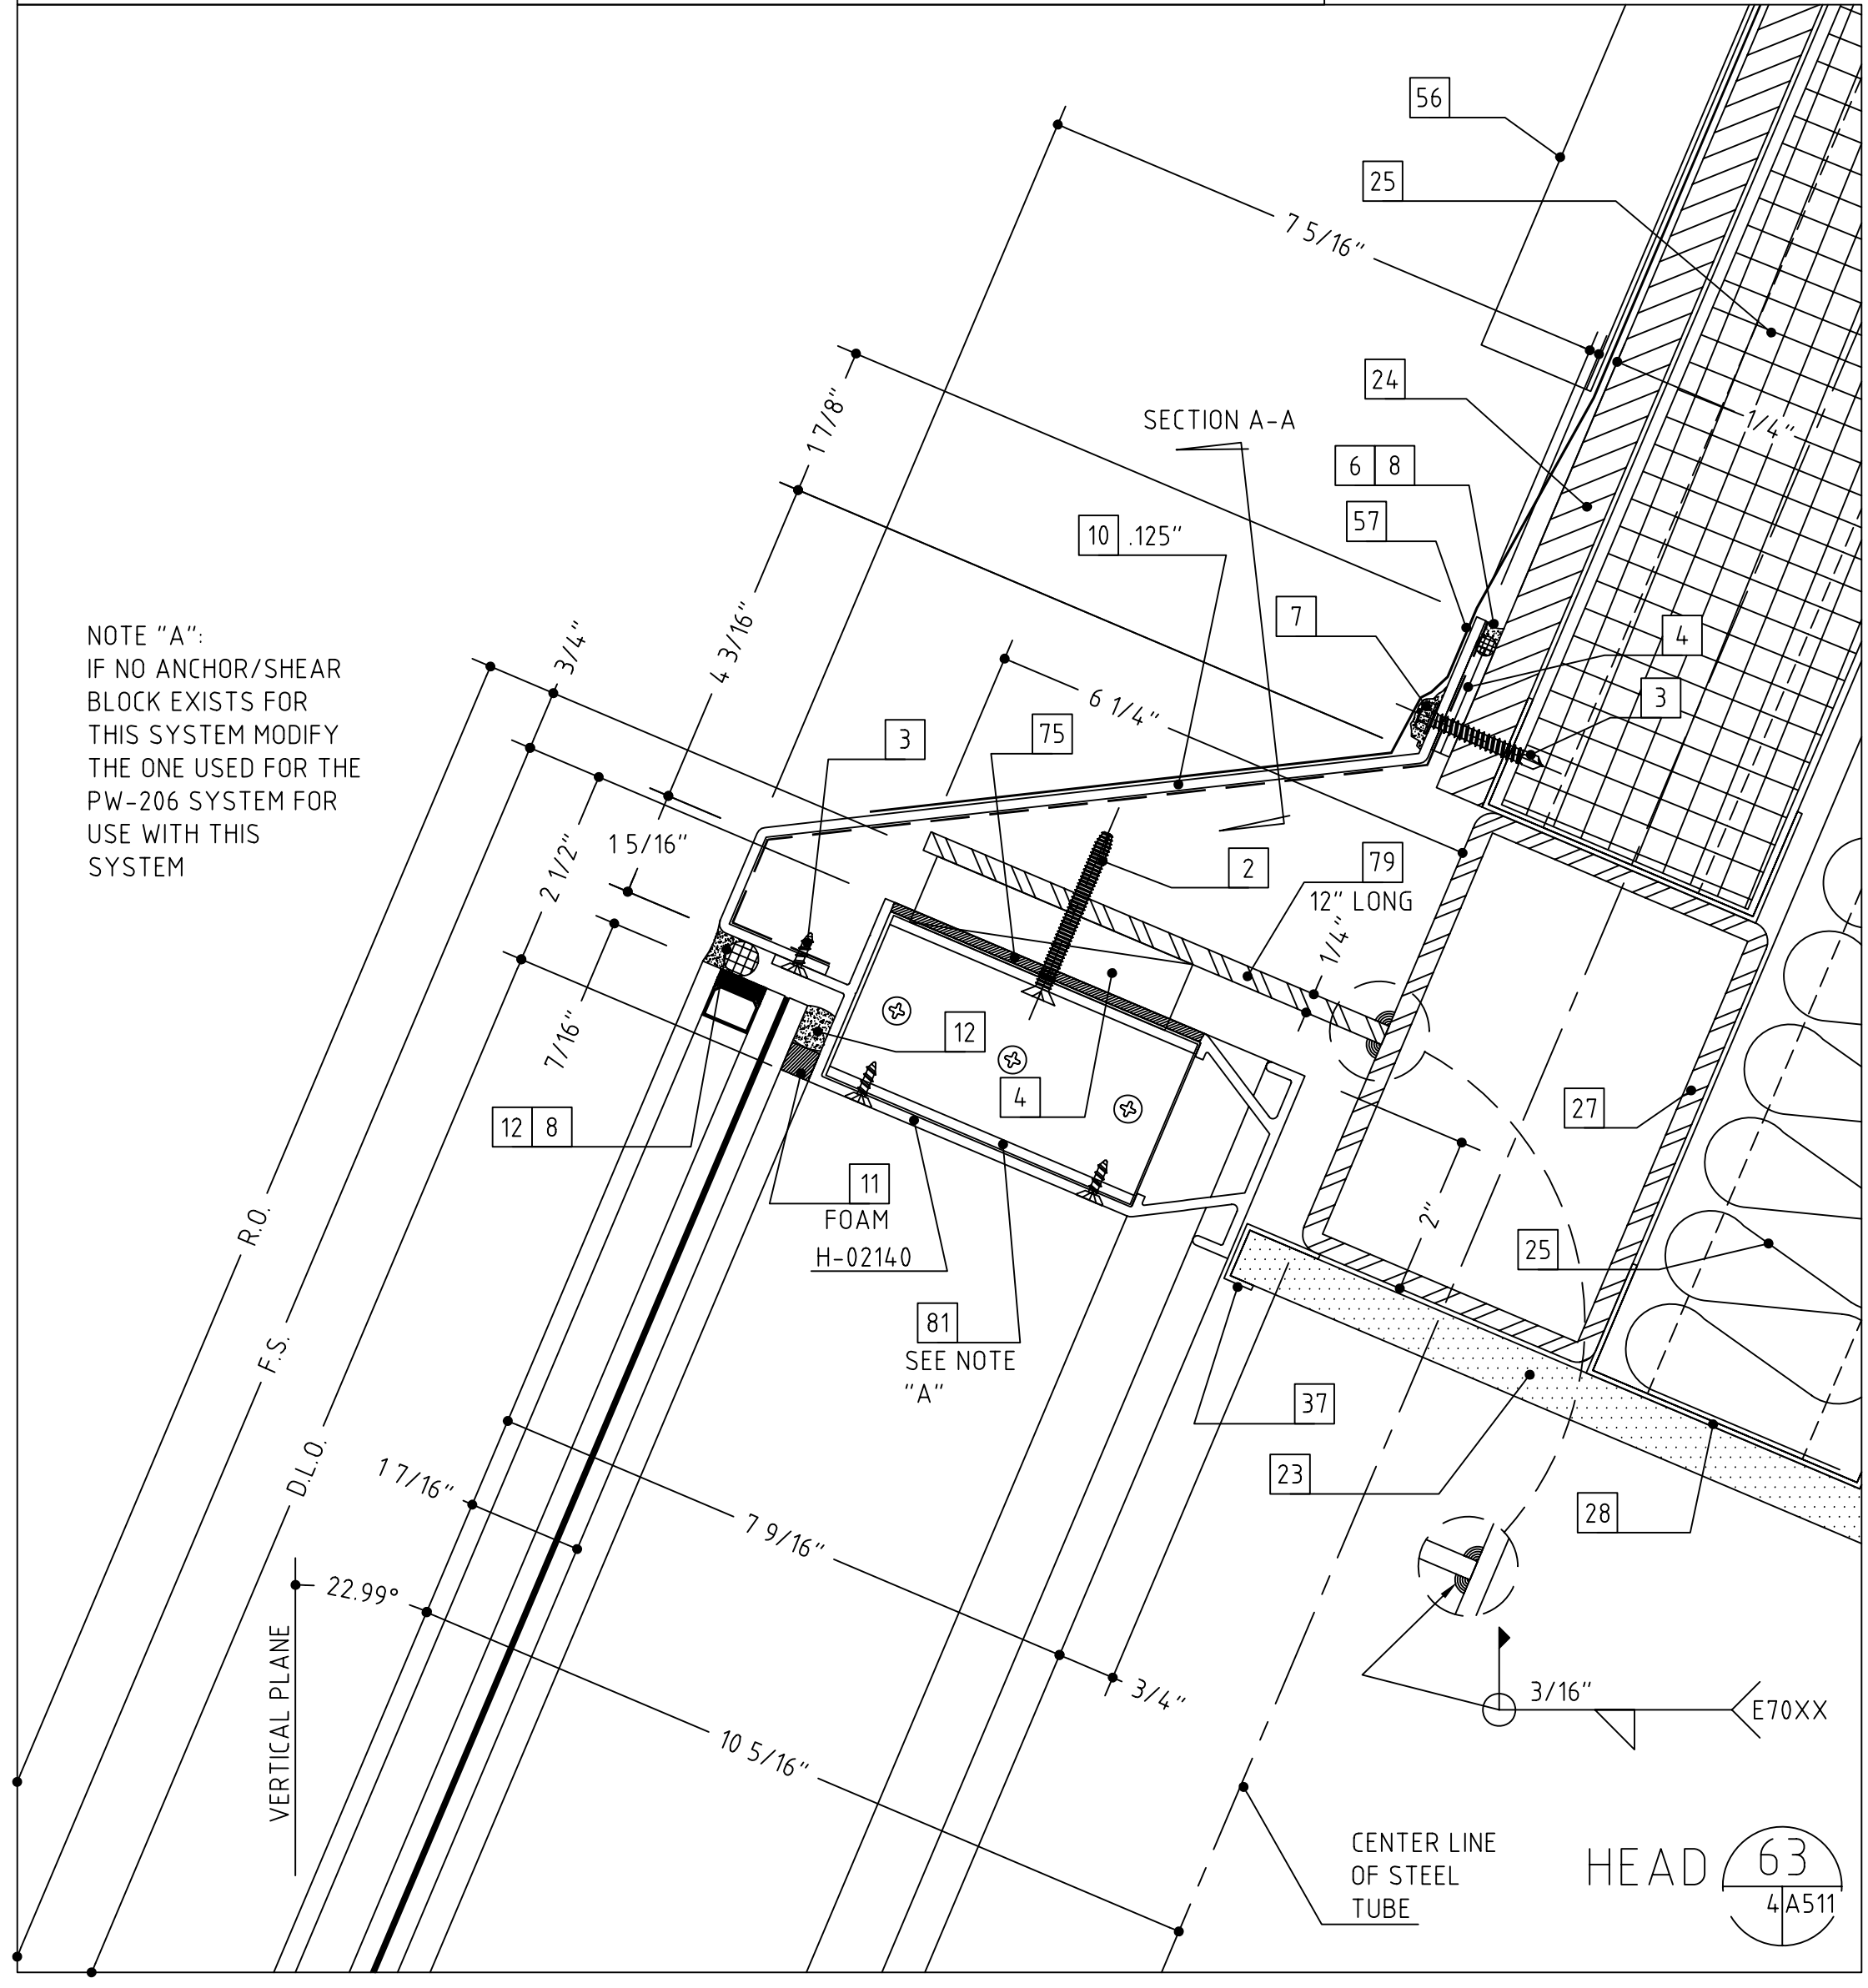 56
25
7 5/16"
24
1/4"
1 7/8"
SECTION A-A
6 8
57
10 .125"
7
4
3
NOTE "A":
IF NO ANCHOR/SHEAR
BLOCK EXISTS FOR
THIS SYSTEM MODIFY
THE ONE USED FOR THE
PW-206 SYSTEM FOR
USE WITH THIS
SYSTEM
3/4"
4 3/16"
6 1/4"
3
75
2
79
12" LONG
1/4"
1 5/16"
2 1/2"
7/16"
12
4
27
12 8
11
FOAM
H-02140
2"
25
R.O.
F.S.
D.L.O.
81
SEE NOTE
"A"
37
23
28
1 7/16"
7 9/16"
3/4"
22.99°
VERTICAL PLANE
10 5/16"
3/16"
E70XX
CENTER LINE
OF STEEL
TUBE
HEAD
63
4 A511